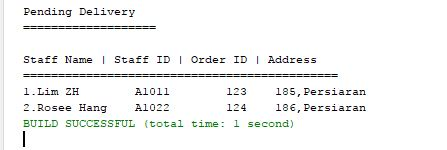 Pending Delivery
===================
Staff Name | Staff ID | Order ID | Address
=============================================
1.Lim ZH A1011 123 185,Persiaran
2.Rosee Hang A1022 124 186,Persiaran
BUILD SUCCESSFUL (total time: 1 second)